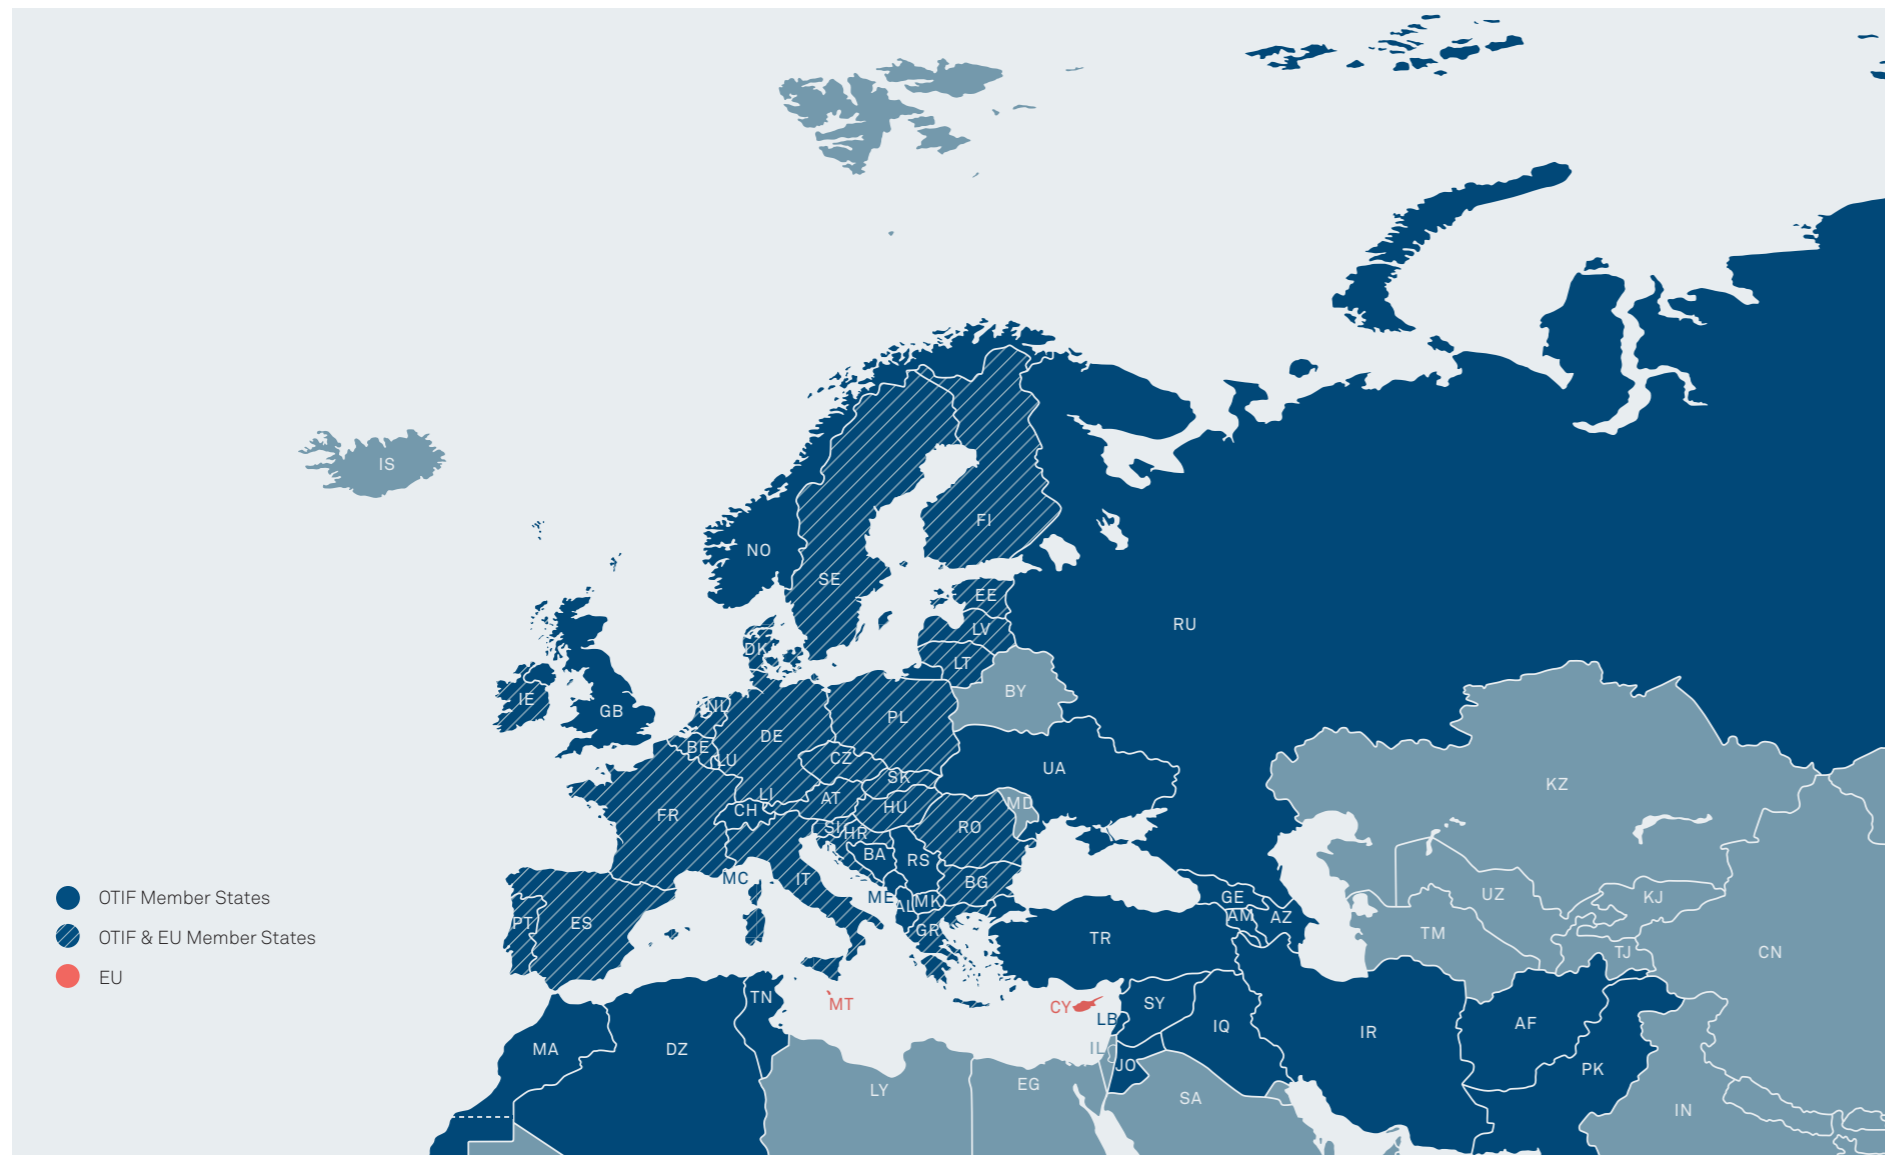 IS
NO
FI
SE
EE
RU
LV
DK
LT
BY
IE
NL
GB
PL
DE
BE
LU
CZ
UA
SK
KZ
LI
AT
MD
CH
HU
FR
SI
HR
RO
BA
RS
MC
IT
BG
UZ
KJ
ME
AL
MK
GE
OTIF Member States
AM
AZ
PT
ES
GR
TR
TM
OTIF & EU Member States
TJ
CN
EU
TN
MT
CY
SY
LB
IQ
AF
IR
MA
DZ
IL
JO
PK
LY
EG
SA
IN